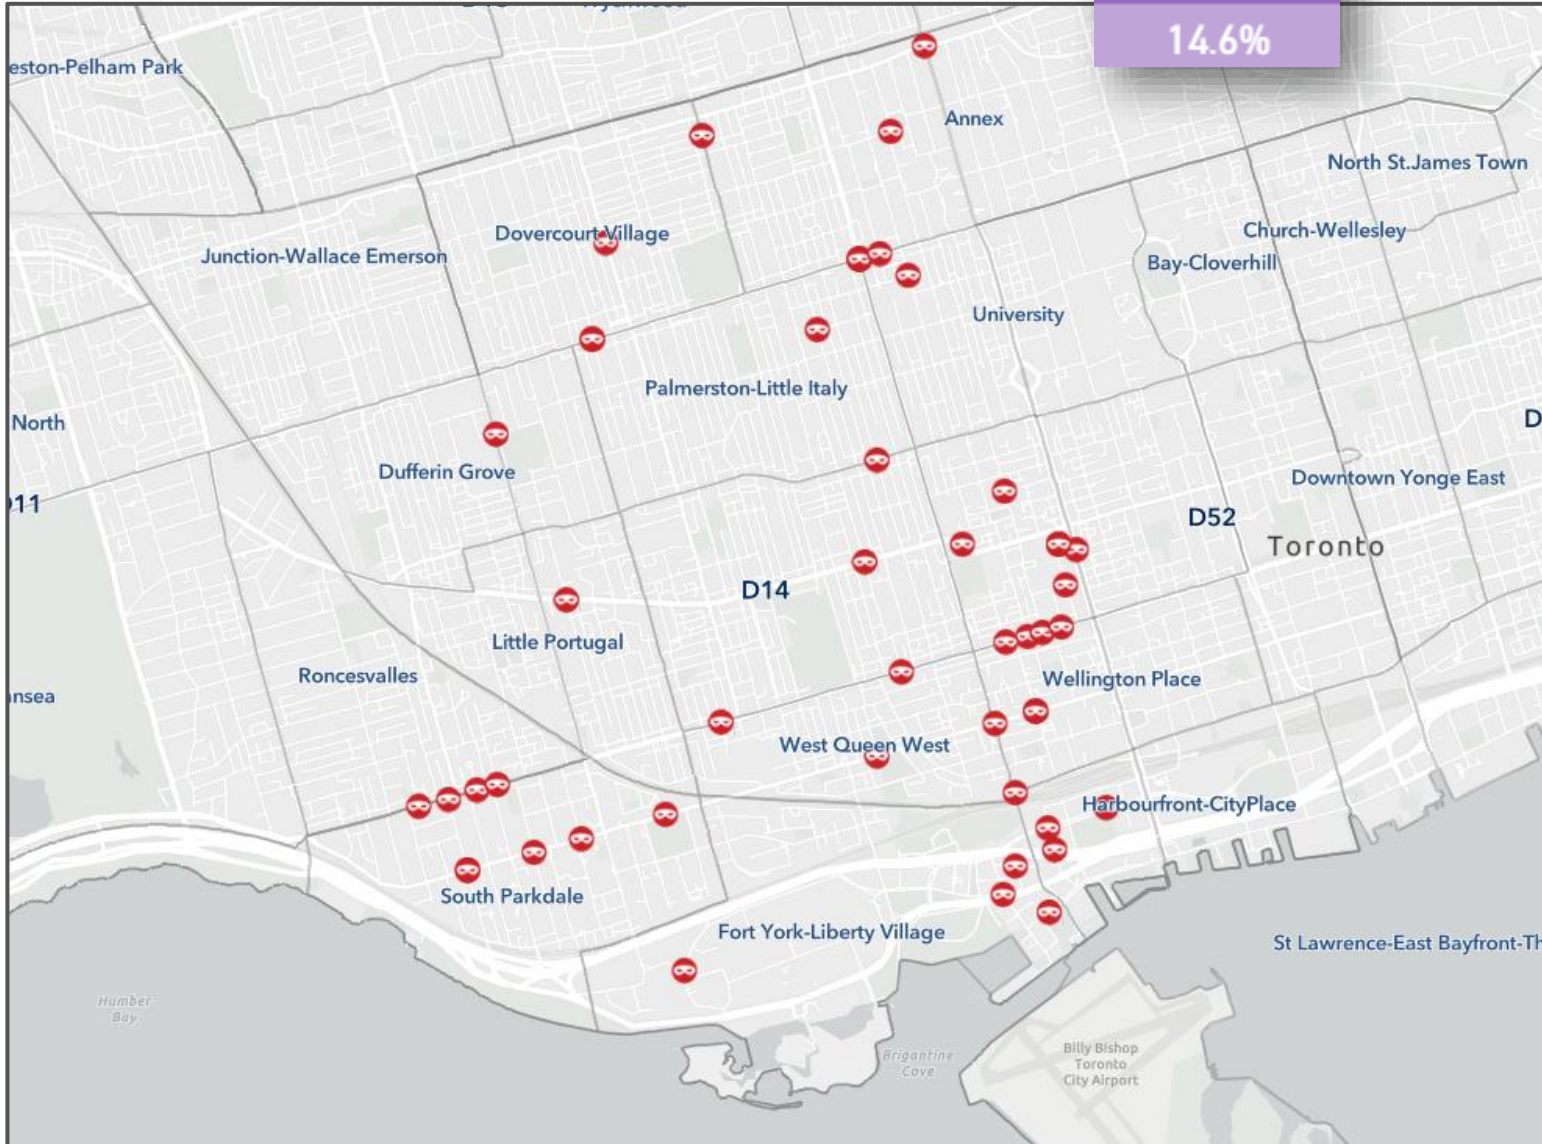 14.6%
eston-Pelham Park
Annex
North St.James Town
Dovercourt Village
Church-Wellesley
Junction-Wallace Emerson
Bay-Cloverhill
University
Palmerston-Little Italy
North
D
Dufferin Grove
Downtown Yonge East
11
D52
Toronto
D14
Little Portugal
Roncesvalles
Wellington Place
nsea
West Queen West
Harbourfront-CityPlace
South Parkdale
Fort York-Liberty Village
St Lawrence-East Bayfront-Th
Humber
Bay
Brigantine
Cove
Billy Bishop
Toronto
City Airport